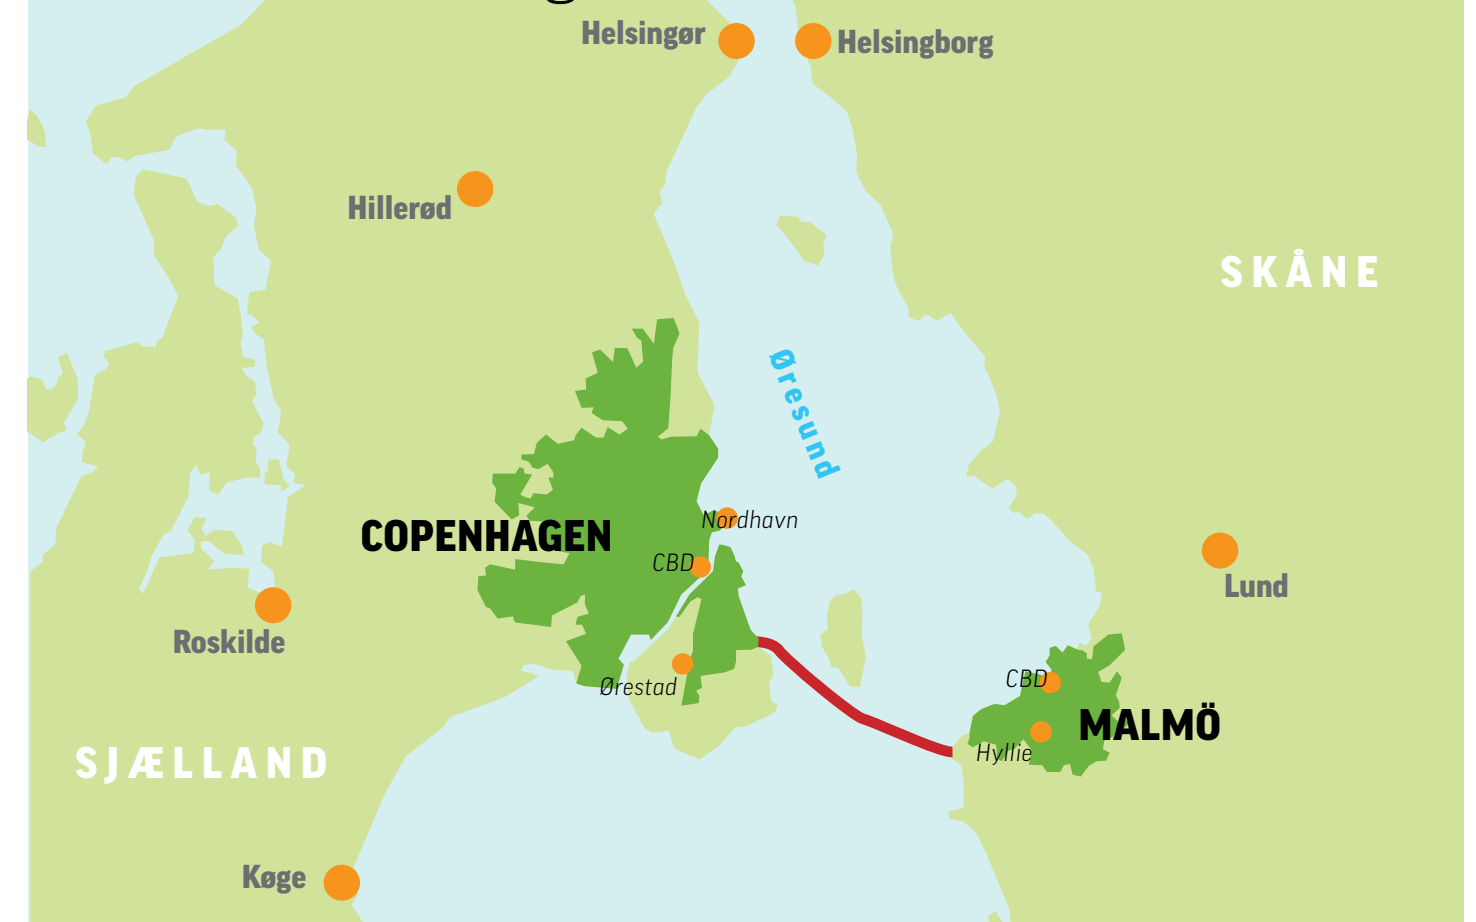 Helsingør
Helsingborg
Hillerød
SKÅNE
Øresund
Nordhavn
COPENHAGEN
CBD
Lund
Roskilde
CBD
Ørestad
MALMÖ
Hyllie
SJÆLLAND
Køge